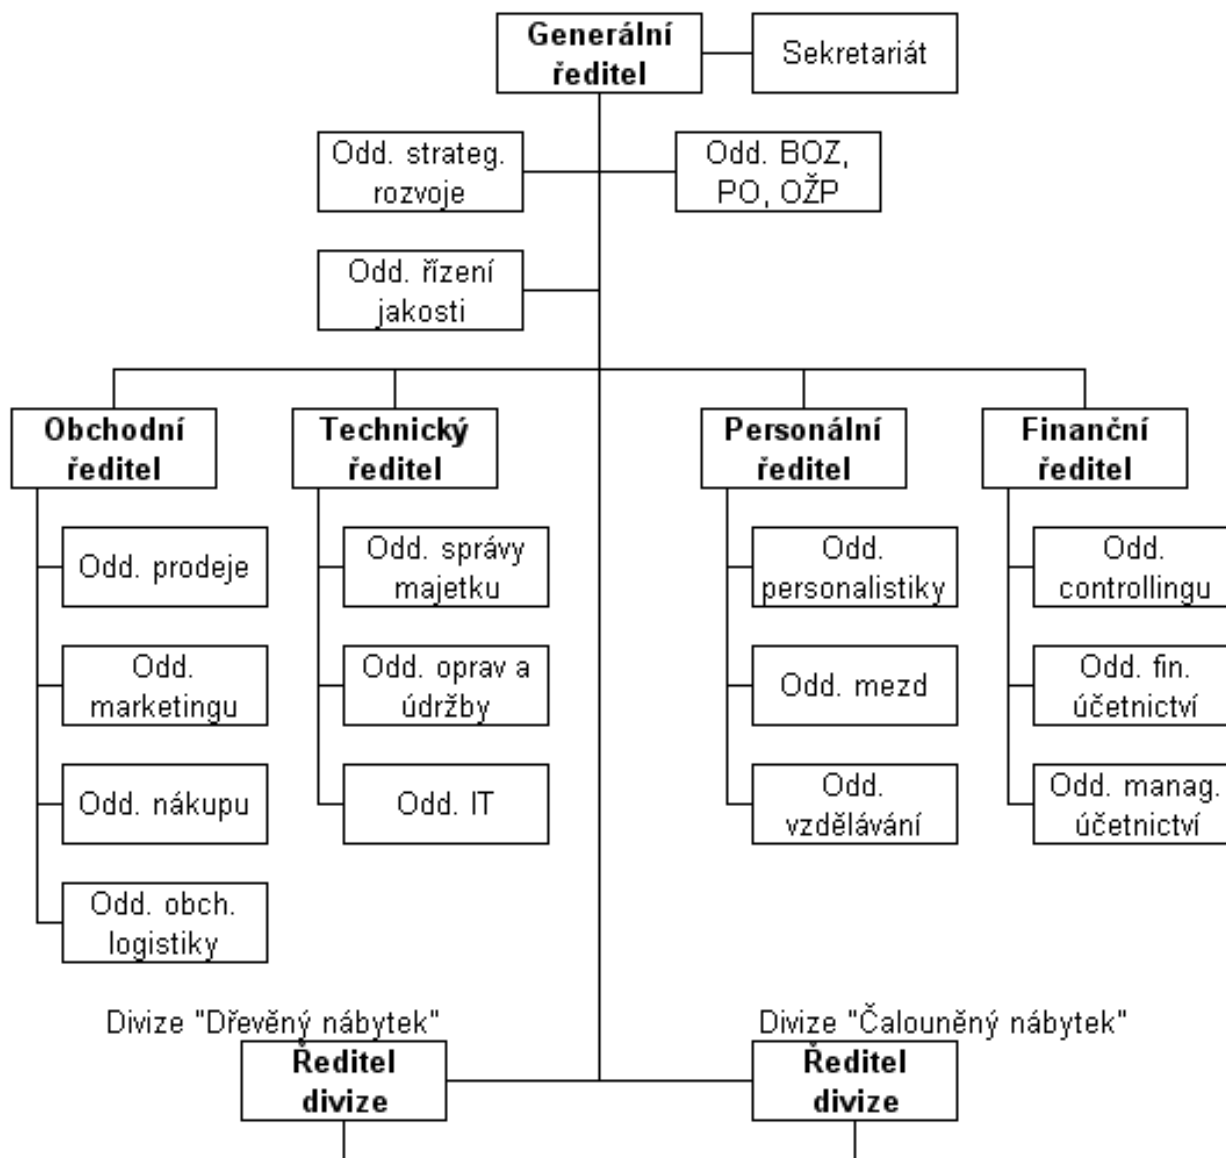 Generální
ředitel
Sekretariát
Odd. strateg.
rozvoje
Odd. BOZ,
PO, OŽP
Odd. řízení
jakosti
Obchodní
ředitel
Technický
ředitel
Personální
ředitel
Finanční
ředitel
Odd. prodeje
Odd. správy
majetku
Odd.
personalistiky
Odd.
controllingu
Odd.
marketingu
Odd. oprav a
údržby
Odd. mezd
Odd. fin.
účetnictví
Odd. nákupu
Odd. IT
Odd.
vzdělávání
Odd. manag.
účetnictví
Odd. obch.
logistiky
Divize "Dřevěný nábytek"
Ředitel
divize
Divize "Čalouněný nábytek"
Ředitel
divize